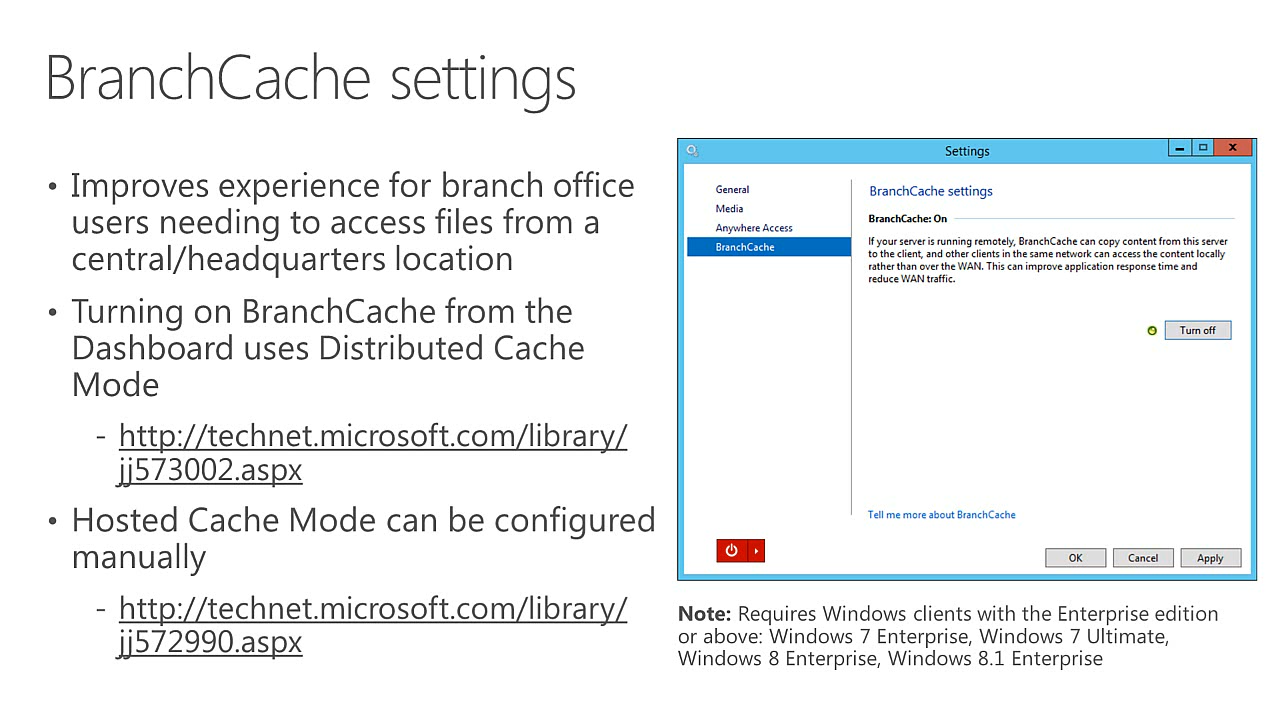 BranchCache settings
• Improves experience for branch office
users needing to access files from a
central/headquarters location
• Turning on BranchCache from the
Dashboard uses Distributed Cache
Mode
- http://technet.microsoft.com/library/
jj573002.aspx
• Hosted Cache Mode can be configured
manually
- http://technet.microsoft.com/library/
jj572990.aspx
Settings
General
Media
Anywhere Access
BranchCache
BranchCache settings
BranchCache: On
If your server is running remotely, BranchCache can copy content from this server
to the client, and other clients in the same network can access the content locally
rather than over the WAN. This can improve application response time and
reduce WAN traffic.
Turn off
Tell me more about BranchCache
OK Cancel Apply
Note: Requires Windows clients with the Enterprise edition
or above: Windows 7 Enterprise, Windows 7 Ultimate,
Windows 8 Enterprise, Windows 8.1 Enterprise